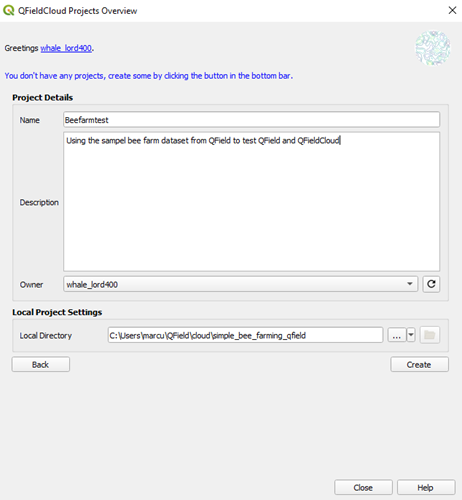 QFieldCloud Projects Overview
Greetings whale_lord400.
You don't have any projects, create some by clicking the button in the bottom bar.
Project Details
Name Beefarmtest
Using the sampel bee farm dataset from QField to test QField and QFieldCloud
Description
Owner whale_lord400
Local Project Settings
Local Directory C:\Users\marcu\QField\cloud\simple_bee_farming_qfield ...
Back Create
Close Help